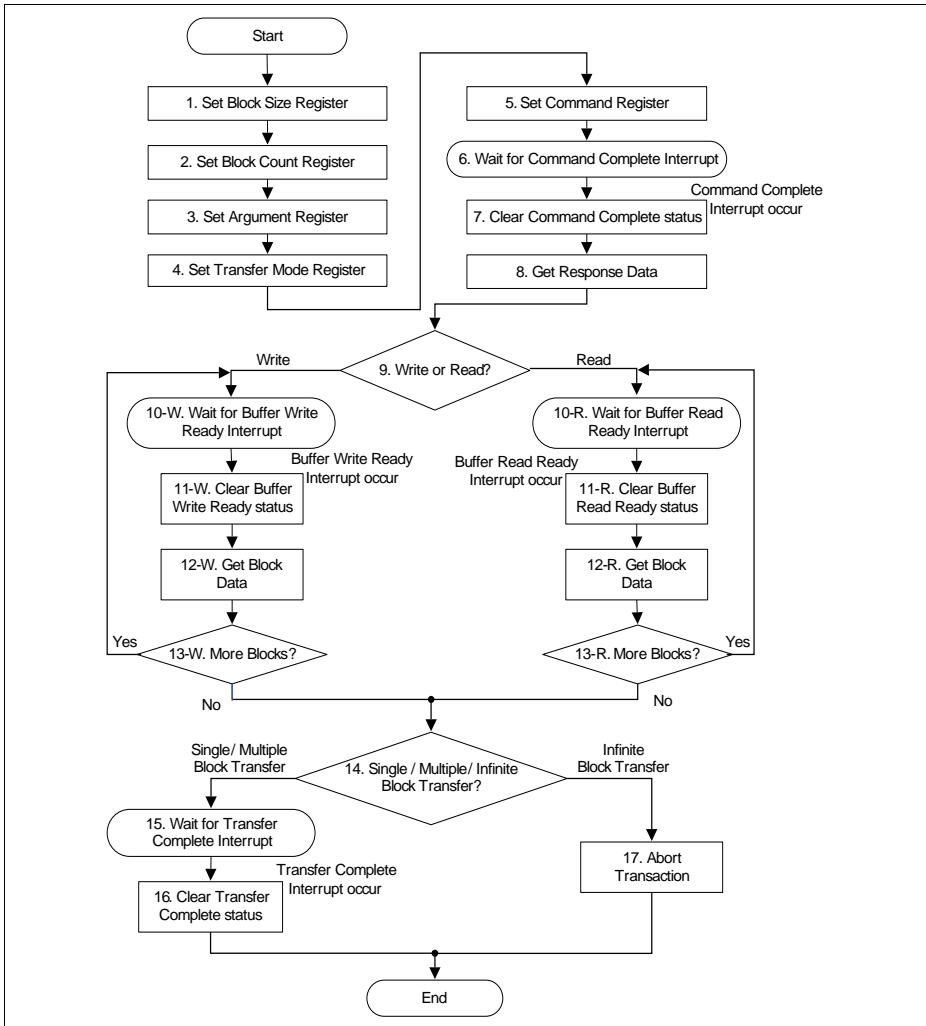 Start
1. Set Block Size Register
2. Set Block Count Register
3. Set Argument Register
4. Set Transfer Mode Register
5. Set Command Register
6. Wait for Command Complete Interrupt
Command Complete
Interrupt occur
7. Clear Command Complete status
8. Get Response Data
9. Write or Read?
Write
Read
10-W. Wait for Buffer Write
Ready Interrupt
Buffer Write Ready
Interrupt occur
11-W. Clear Buffer
Write Ready status
12-W. Get Block
Data
13-W. More Blocks?
Yes
No
10-R. Wait for Buffer Read
Ready Interrupt
Buffer Read Ready
Interrupt occur
11-R. Clear Buffer
Read Ready status
12-R. Get Block
Data
13-R. More Blocks?
Yes
No
14. Single / Multiple/ Infinite
Block Transfer?
Single/ Multiple
Block Transfer
Infinite
Block Transfer
15. Wait for Transfer
Complete Interrupt
Transfer Complete
Interrupt occur
16. Clear Transfer
Complete status
17. Abort
Transaction
End